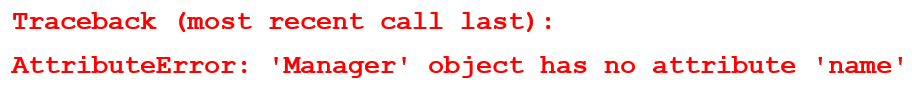 Traceback (most recent call last):
AttributeError: 'Manager' object has no attribute 'name'